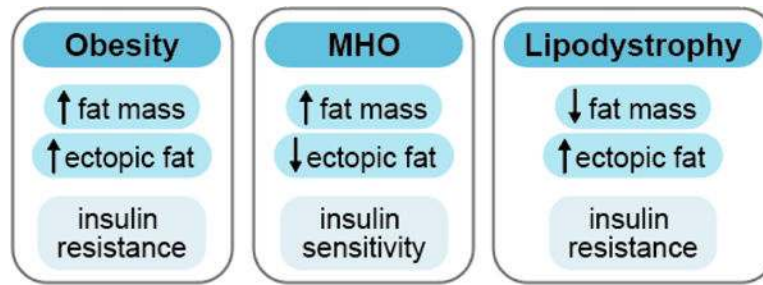 Obesity
↑ fat mass
↑ ectopic fat
insulin
resistance
MHO
↑ fat mass
↓ ectopic fat
insulin
sensitivity
Lipodystrophy
↓ fat mass
↑ ectopic fat
insulin
resistance